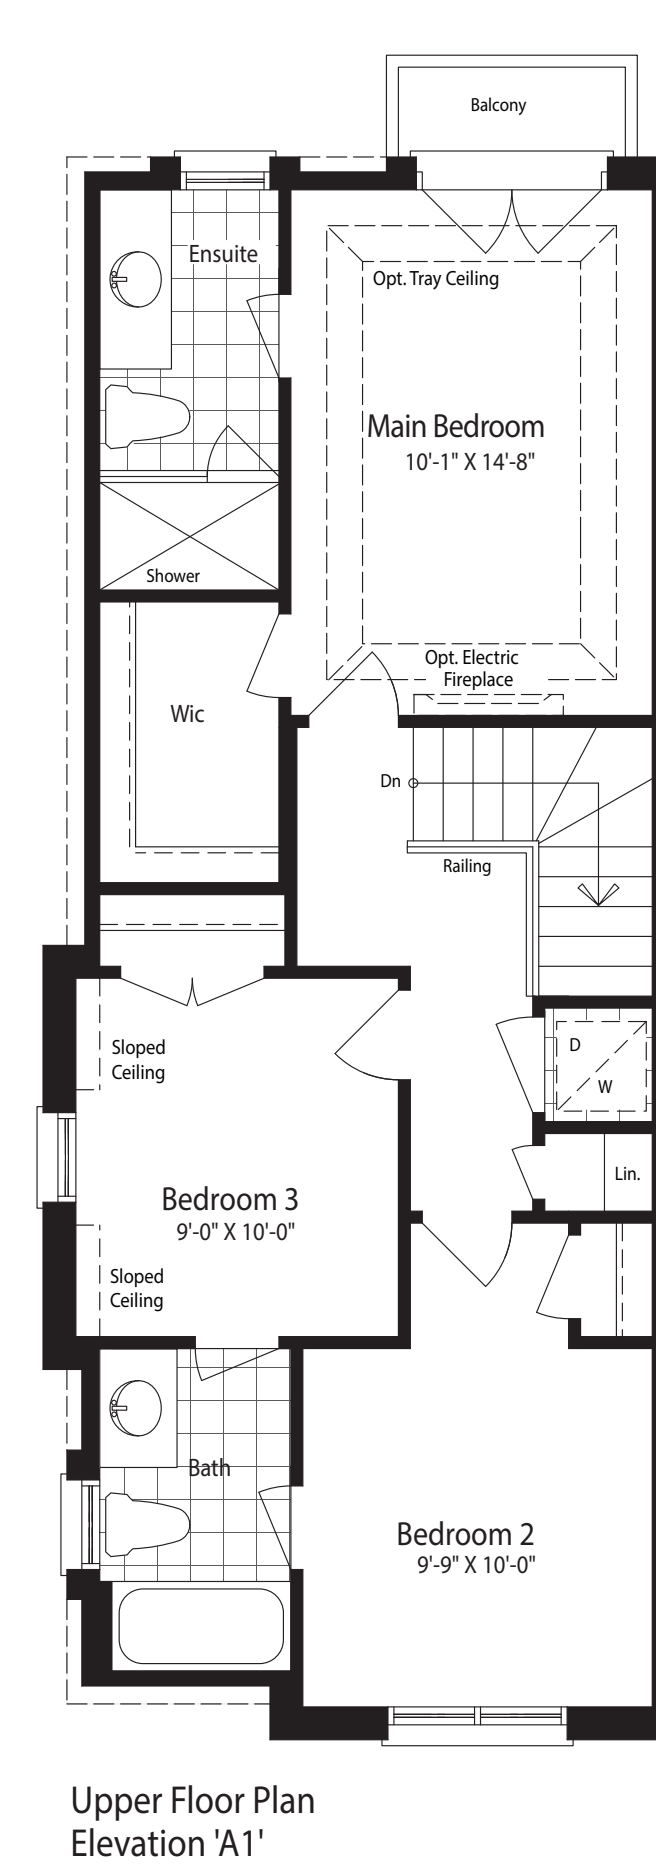 Balcony
Ensuite
Opt. Tray Ceiling
Main Bedroom
10'-1" X 14'-8"
Shower
Opt. Electric
Fireplace
Wic
Dn
Railing
Sloped
Ceiling
D
W
Lin.
Bedroom 3
9'-0" X 10'-0"
Sloped
Ceiling
Bath
Bedroom 2
9'-9" X 10'-0"
Upper Floor Plan
Elevation 'A1'